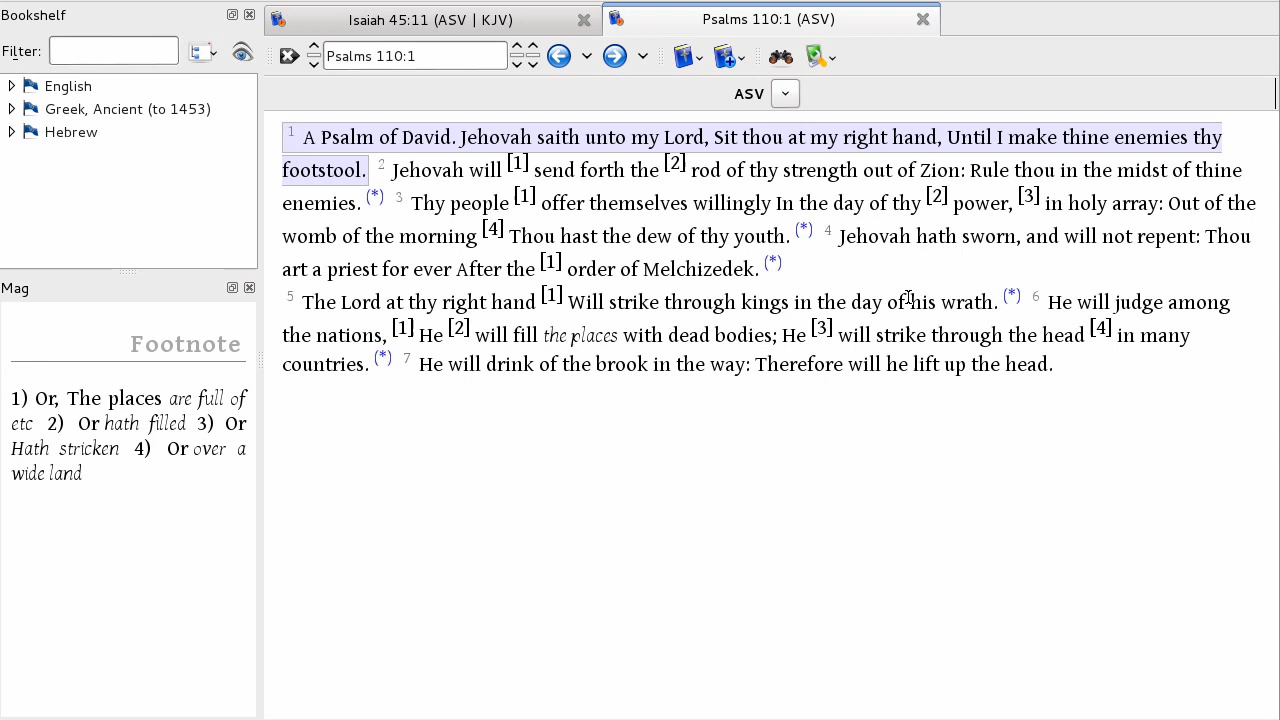 Bookshelf
Isaiah 45:11 (ASV | KJV)
Psalms 110:1 (ASV)
Filter:
Psalms 110:1
English
Greek, Ancient (to 1453)
Hebrew
ASV
1 A Psalm of David. Jehovah saith unto my Lord, Sit thou at my right hand, Until I make thine enemies thy
footstool. 2 Jehovah will [1] send forth the [2] rod of thy strength out of Zion: Rule thou in the midst of thine
enemies. (*) 3 Thy people [1] offer themselves willingly In the day of thy [2] power, [3] in holy array: Out of the
womb of the morning [4] Thou hast the dew of thy youth. (*) 4 Jehovah hath sworn, and will not repent: Thou
art a priest for ever After the [1] order of Melchizedek. (*)
5 The Lord at thy right hand [1] Will strike through kings in the day of his wrath. (*) 6 He will judge among
the nations, [1] He [2] will fill the places with dead bodies; He [3] will strike through the head [4] in many
countries. (*) 7 He will drink of the brook in the way: Therefore will he lift up the head.
Mag
Footnote
1) Or, The places are full of
etc 2) Or hath filled 3) Or
Hath stricken 4) Or over a
wide land